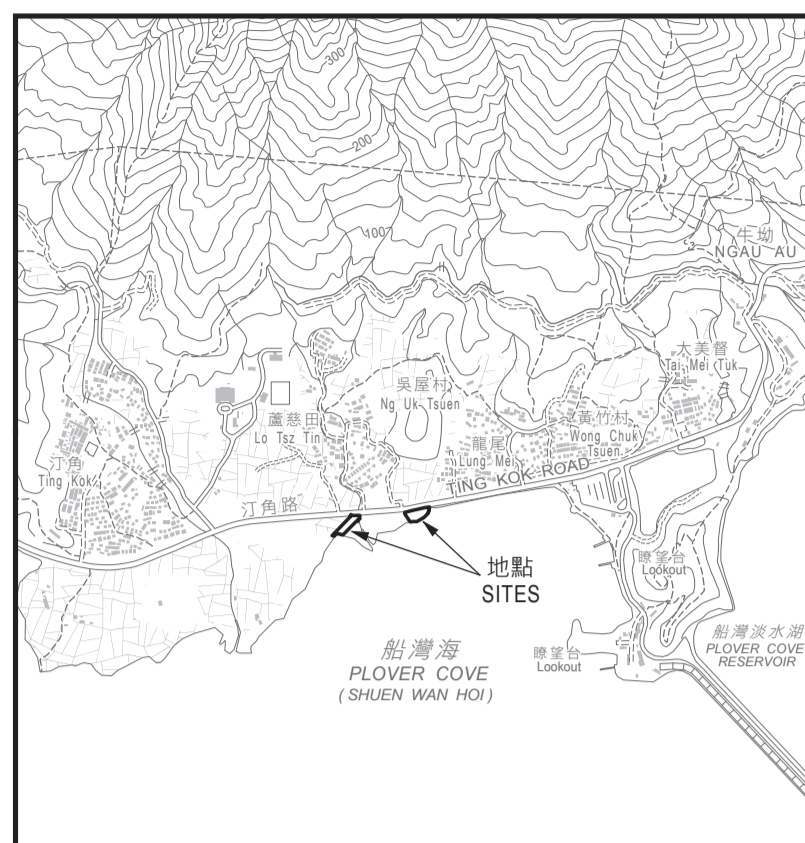 300
200
100
牛坳
NGAU AU
大美督
Tai Mei Tuk
吳屋村
Ng Uk Tsuen
蘆慈田
Lo Tsz Tin
黃竹村
Wong Chuk
Tsuen
龍尾
Lung Mei
汀角
Ting Kok
TING KOK ROAD
汀角路
地點
SITES
瞭望台
Lookout
船灣海
PLOVER COVE
(SHUEN WAN HOI)
瞭望台
Lookout
船灣淡水湖
PLOVER COVE
RESERVOIR